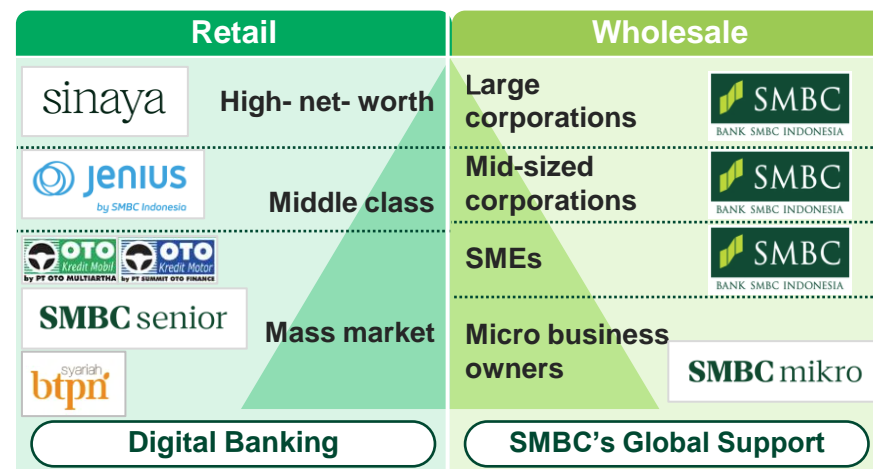 Retail
Wholesale
sinaya
High- net- worth
Large
corporations
SMBC
BANK SMBC INDONESIA
Jenius
by SMBC Indonesia
Middle class
Mid-sized
corporations
SMBC
BANK SMBC INDONESIA
OTO
Kredit Mobil
by PT OTO MULTIARTHA
OTO
Kredit Motor
by PT SUMMIT OTO FINANCE
SMEs
SMBC
BANK SMBC INDONESIA
SMBC senior
Mass market
syariah
btpn
Micro business
owners
SMBC mikro
Digital Banking
SMBC's Global Support